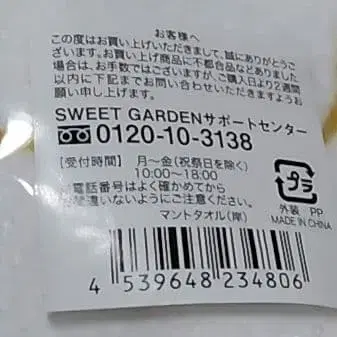 お客様へ
この度はお買い上げいただきまして、誠にありがとうご
ざいます。お買い上げ商品に不都合品などありました
場合は、お手数ではございますが、ご購入日より2週間
以内に下記までお問い合わせいただきますようお
願い申し上げます。
SWEET GARDENサポートセンター
0120-10-3138
【受付時間】 月～金(祝祭日を除く)
10:00～18:00
電話番号はよく確かめてから
間違いないようにご注意ください。
マントタオル(岸)
プラ
外装 PP
MADE IN CHINA
4 539648 234806